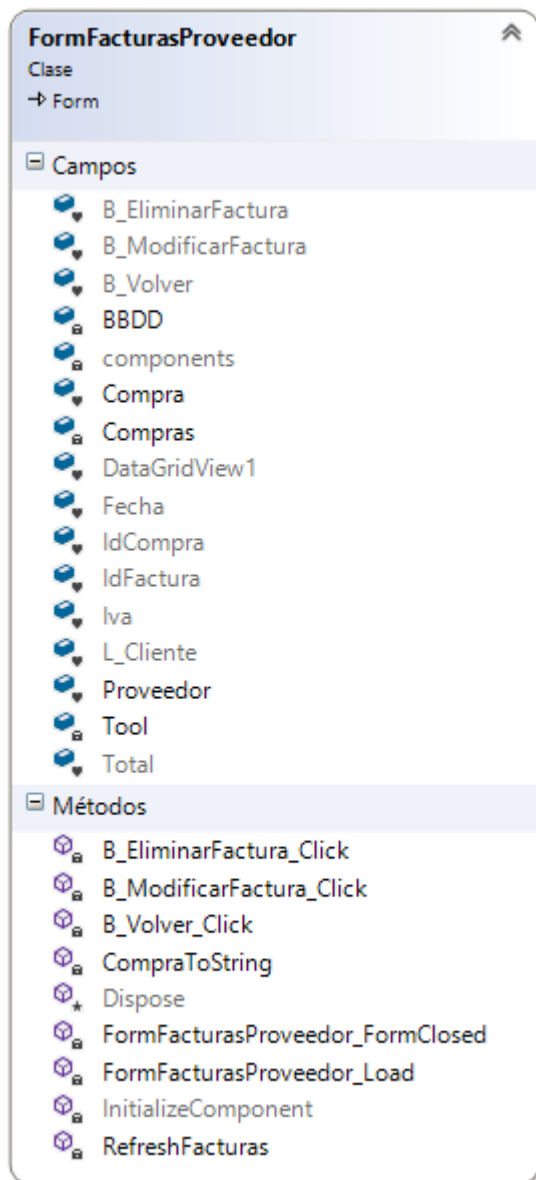 FormFacturasProveedor
Clase
Form
Campos
B_EliminarFactura
B_ModificarFactura
B_Volver
BBDD
components
Compra
Compras
DataGridView1
Fecha
IdCompra
IdFactura
Iva
L_Cliente
Proveedor
Tool
Total
Métodos
B_EliminarFactura_Click
B_ModificarFactura_Click
B_Volver_Click
CompraToString
Dispose
FormFacturasProveedor_FormClosed
FormFacturasProveedor_Load
InitializeComponent
RefreshFacturas